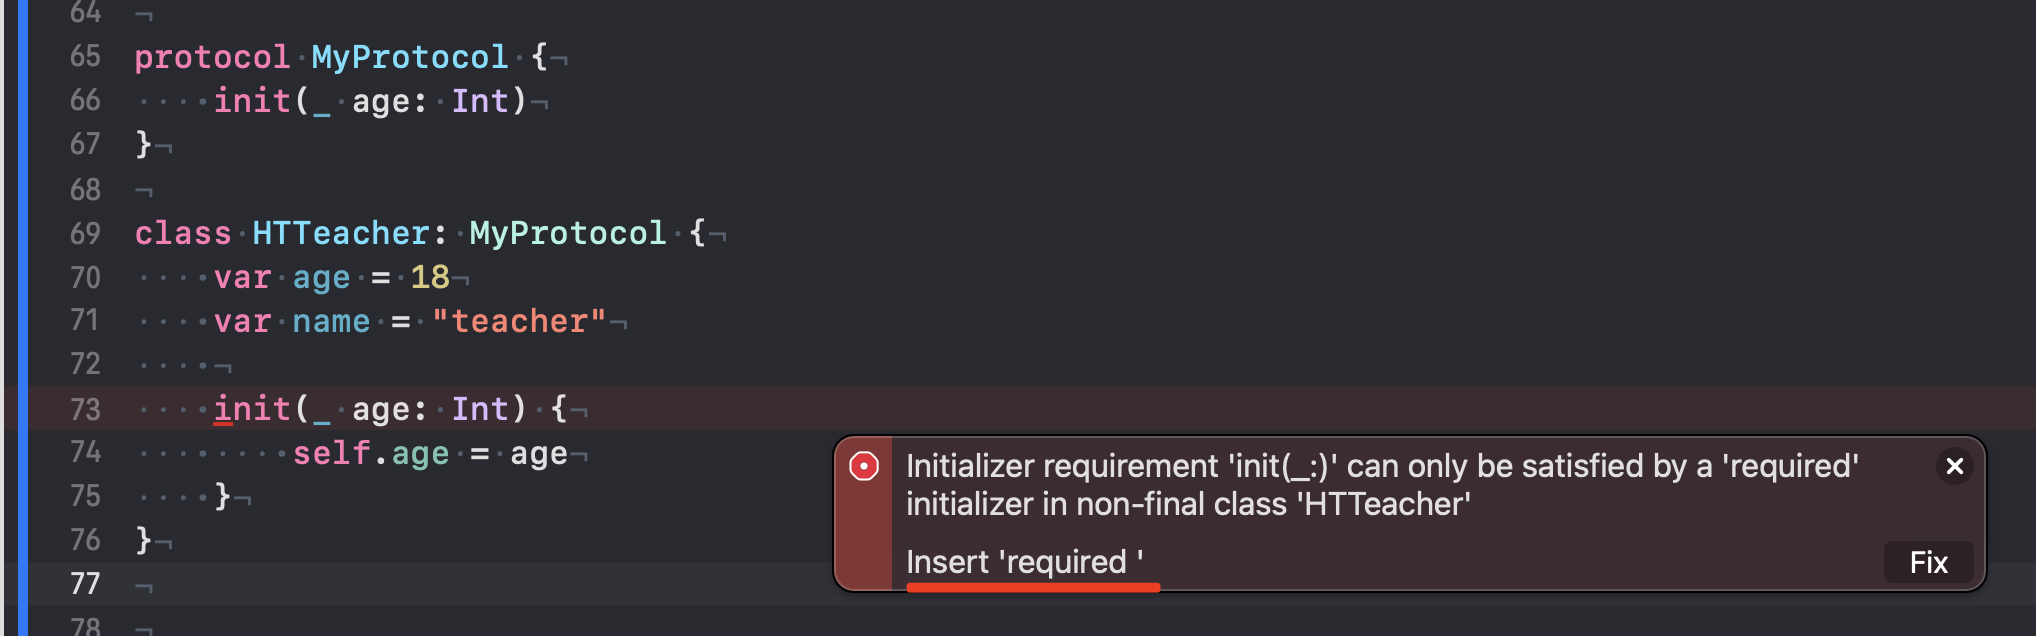 64
65 protocol MyProtocol {
66     init(_ age: Int)
67 }
68
69 class HTTeacher: MyProtocol {
70     var age = 18
71     var name = "teacher"
72
73     init(_ age: Int) {
74         self.age = age
75     }
76 }
77
78
Initializer requirement 'init(_:)' can only be satisfied by a 'required'
initializer in non-final class 'HTTeacher'
Insert 'required '
Fix